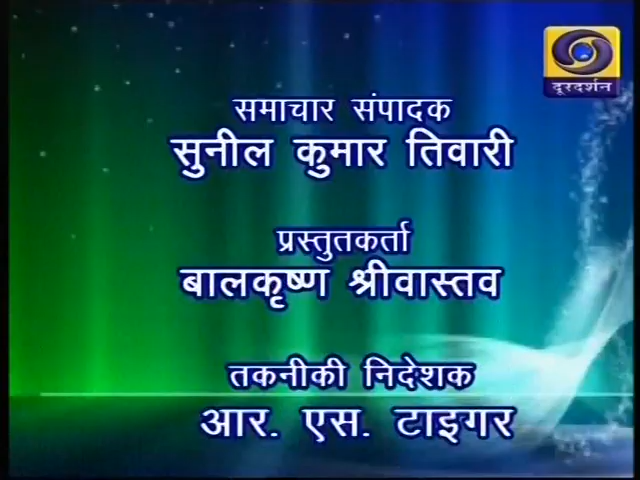 दूरदर्शन
समाचार संपादक
सुनील कुमार तिवारी
प्रस्तुतकर्ता
बालकृष्ण श्रीवास्तव
तकनीकी निदेशक
आर. एस. टाइगर